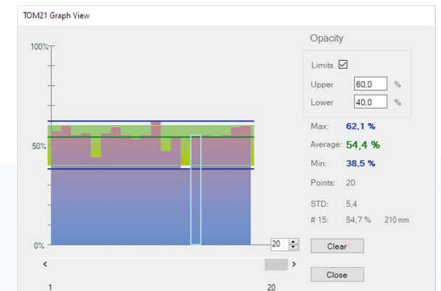 TOM21 Graph View
100%
50%
0%
20
<
>
1
20
Opacity
Limits
Upper 60,0 %
Lower 40,0 %
Max: 62,1 %
Average: 54,4 %
Min: 38,5 %
Points: 20
STD: 5,4
# 15: 54,7 % 210 mm
Clear
Close